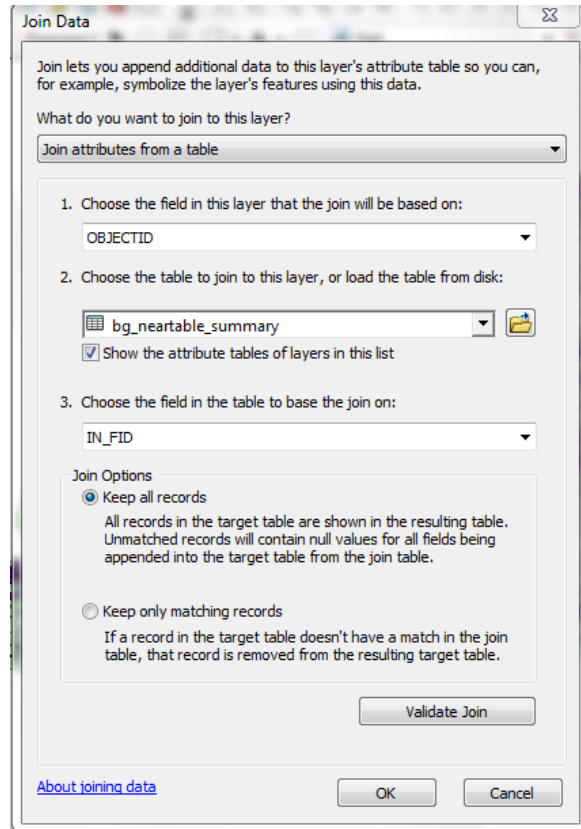 Join Data
Join lets you append additional data to this layer's attribute table so you can,
for example, symbolize the layer's features using this data.
What do you want to join to this layer?
Join attributes from a table
1. Choose the field in this layer that the join will be based on:
OBJECTID
2. Choose the table to join to this layer, or load the table from disk:
bg_neartable_summary
Show the attribute tables of layers in this list
3. Choose the field in the table to base the join on:
IN_FID
Join Options
Keep all records
All records in the target table are shown in the resulting table.
Unmatched records will contain null values for all fields being
appended into the target table from the join table.
Keep only matching records
If a record in the target table doesn't have a match in the join
table, that record is removed from the resulting target table.
Validate Join
About joining data
OK
Cancel